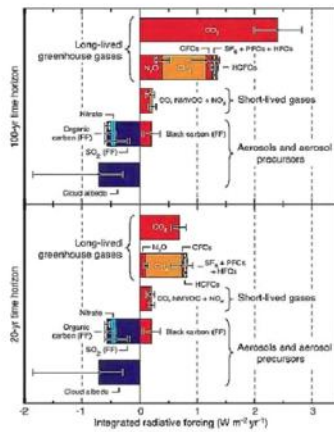 100-yr time horizon
Long-lived
greenhouse gases
CO₂
CFCs
SF₆ + PFCs + HFCs
N₂O
CH₄
HCFCs
CO, NMVOC + NOₓ
Short-lived gases
Nitrate
Organic
carbon (FF)
SO₂ (FF)
Black carbon (FF)
Aerosols and aerosol
precursors
Cloud albedo
20-yr time horizon
Long-lived
greenhouse gases
CO₂
N₂O
CFCs
CH₄
SF₆ + PFCs
+ HFCs
HCFCs
CO, NMVOC + NOₓ
Short-lived gases
Nitrate
Organic
carbon (FF)
SO₂ (FF)
Black carbon (FF)
Aerosols and aerosol
precursors
Cloud albedo
-2 -1 0 1 2 3
Integrated radiative forcing (W m⁻² yr⁻¹)